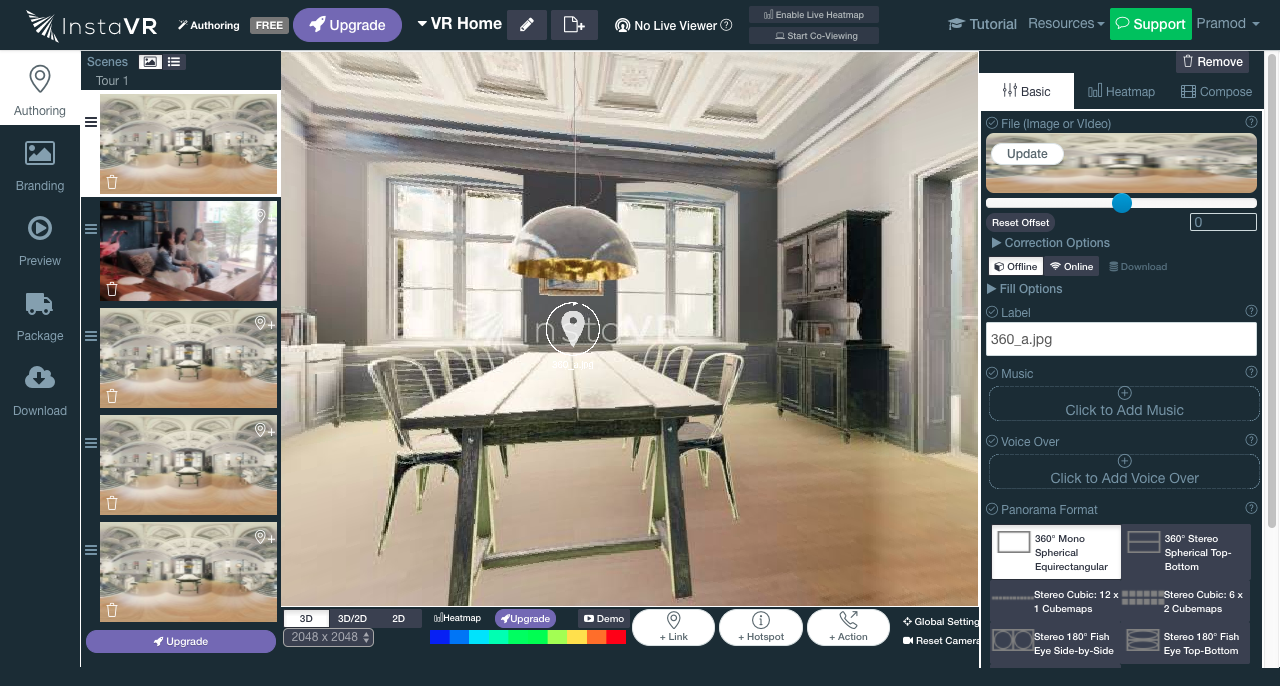 InstaVR
Authoring
FREE
Upgrade
VR Home
No Live Viewer
Enable Live Heatmap
Start Co-Viewing
Tutorial
Resources
Support
Pramod
Authoring
Branding
Preview
Package
Download
Scenes
Tour 1
Upgrade
InstaVR
360_a.jpg
3D
3D/2D
2D
2048 x 2048
Heatmap
Upgrade
Demo
+ Link
+ Hotspot
+ Action
Global Setting
Reset Camera
Remove
Basic
Heatmap
Compose
File (Image or VIdeo)
Update
Reset Offset
0
Correction Options
Offline
Online
Download
Fill Options
Label
360_a.jpg
Music
Click to Add Music
Voice Over
Click to Add Voice Over
Panorama Format
360° Mono
Spherical
Equirectangular
360° Stereo
Spherical Top-
Bottom
Stereo Cubic: 12 x
1 Cubemaps
Stereo Cubic: 6 x
2 Cubemaps
Stereo 180° Fish
Eye Side-by-Side
Stereo 180° Fish
Eye Top-Bottom